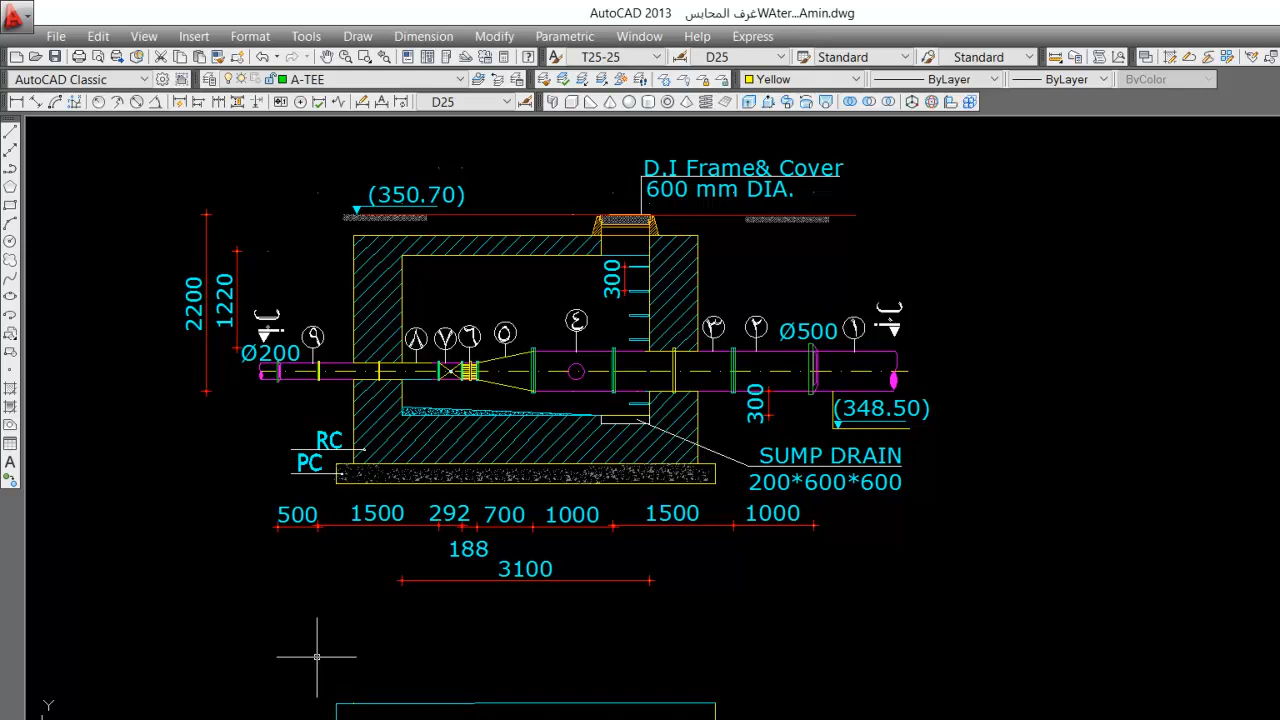 AutoCAD 2013 غرف المحابسWAter...Amin.dwg
File Edit View Insert Format Tools Draw Dimension Modify Parametric Window Help Express
T25-25 D25 Standard Standard
AutoCAD Classic A-TEE Yellow ByLayer ByLayer ByColor
D25
D.I Frame& Cover
600 mm DIA.
(350.70)
300
2200
1220
ب
ب
Ø200
٩
٨
٧
٦
٥
٤
٣
٢
Ø500
١
300
(348.50)
RC
PC
SUMP DRAIN
200*600*600
500 1500 292 700 1000 1500 1000
188
3100
Y